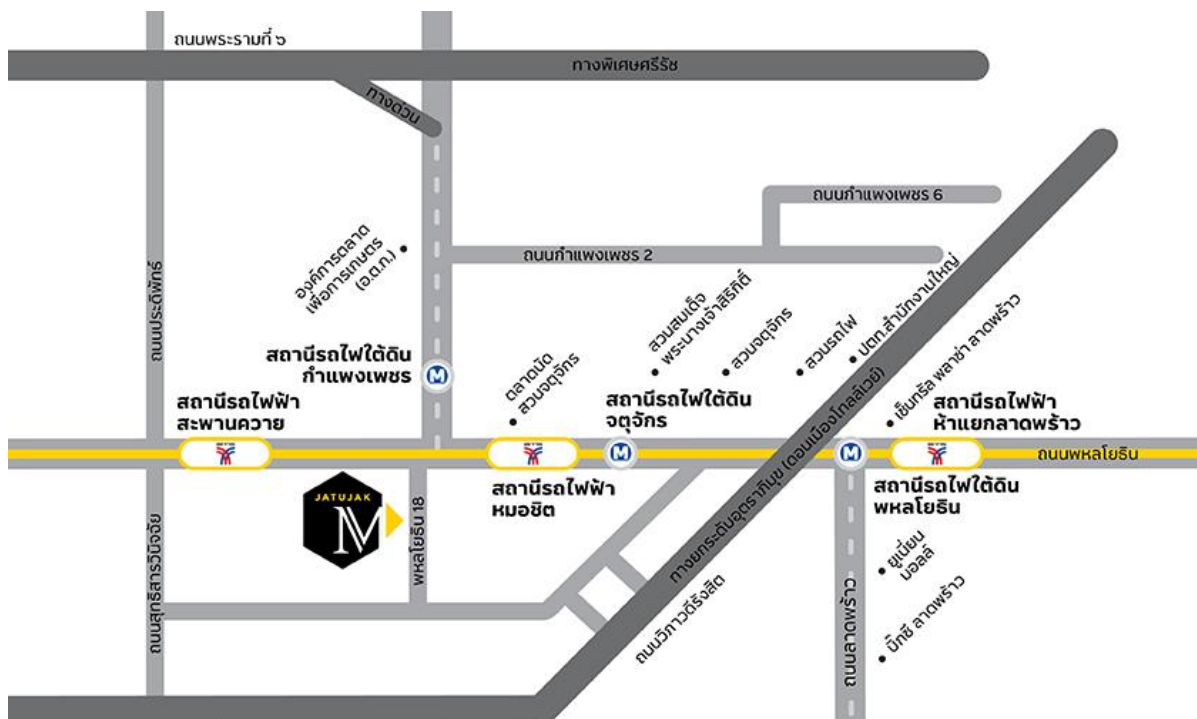 ถนนพระรามที่ ๖
ทางพิเศษศรีรัช
ทางด่วน
ถนนกำแพงเพชร 6
ถนนกำแพงเพชร 2
องค์การตลาด
เพื่อการเกษตร
(อ.ต.ก.)
ถนนประดิพัทธ์
สวนสมเด็จ
พระนางเจ้าสิริกิติ์
สวนจตุจักร
สวนรถไฟ
ปตท.สำนักงานใหญ่
เซ็นทรัล พลาซ่า ลาดพร้าว
สถานีรถไฟใต้ดิน
กำแพงเพชร
ตลาดนัด
สวนจตุจักร
สถานีรถไฟฟ้า
สะพานควาย
สถานีรถไฟใต้ดิน
จตุจักร
สถานีรถไฟฟ้า
ห้าแยกลาดพร้าว
M
M
M
ถนนพหลโยธิน
สถานีรถไฟฟ้า
หมอชิต
สถานีรถไฟใต้ดิน
พหลโยธิน
JATUJAK
M
พหลโยธิน 18
ถนนสุทธิสารวินิจฉัย
ทางยกระดับอุตราภิมุข (ดอนเมืองโทลล์เวย์)
ถนนวิภาวดีรังสิต
ยูเนี่ยน
มอลล์
บิ๊กซี ลาดพร้าว
ถนนลาดพร้าว